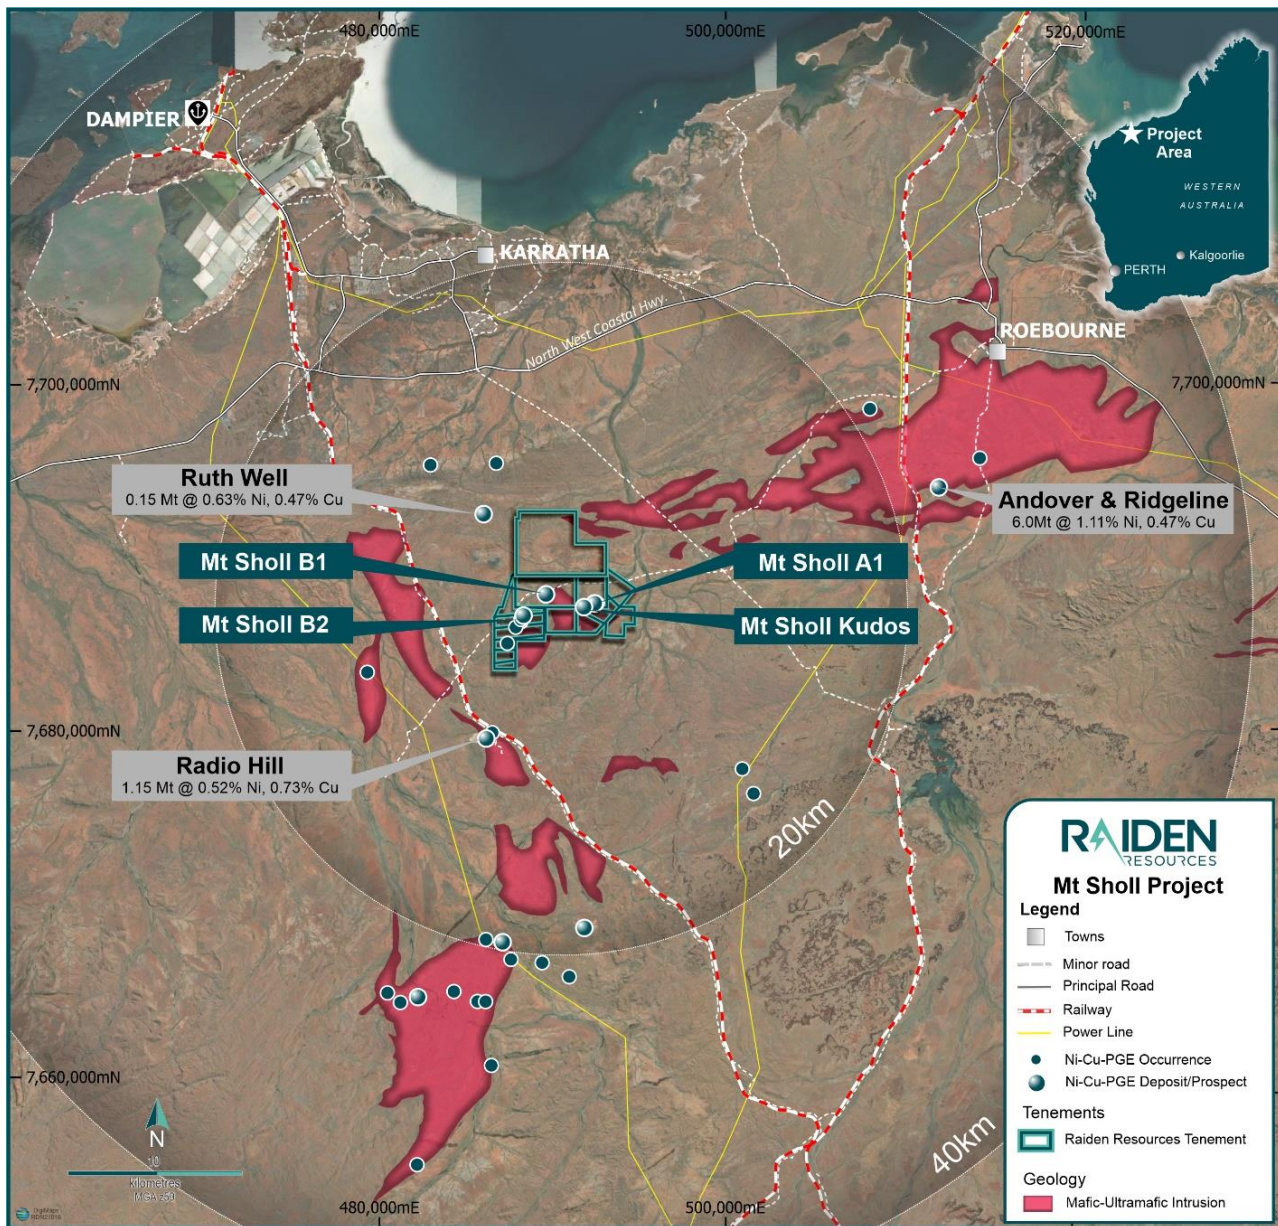 480,000mE
500,000mE
520,000mE
DAMPIER
Project
Area
WESTERN
AUSTRALIA
Kalgoorlie
PERTH
KARRATHA
North West Coastal Hwy.
ROEBOURNE
7,700,000mN
7,700,000mN
Ruth Well
0.15 Mt @ 0.63% Ni, 0.47% Cu
Andover & Ridgeline
6.0Mt @ 1.11% Ni, 0.47% Cu
Mt Sholl B1
Mt Sholl A1
Mt Sholl B2
Mt Sholl Kudos
7,680,000mN
Radio Hill
1.15 Mt @ 0.52% Ni, 0.73% Cu
20km
RAIDEN
RESOURCES
Mt Sholl Project
Legend
Towns
Minor road
Principal Road
Railway
Power Line
Ni-Cu-PGE Occurrence
Ni-Cu-PGE Deposit/Prospect
Tenements
Raiden Resources Tenement
Geology
Mafic-Ultramafic Intrusion
7,660,000mN
40km
N
10
kilometres
MGA z50
480,000mE
500,000mE